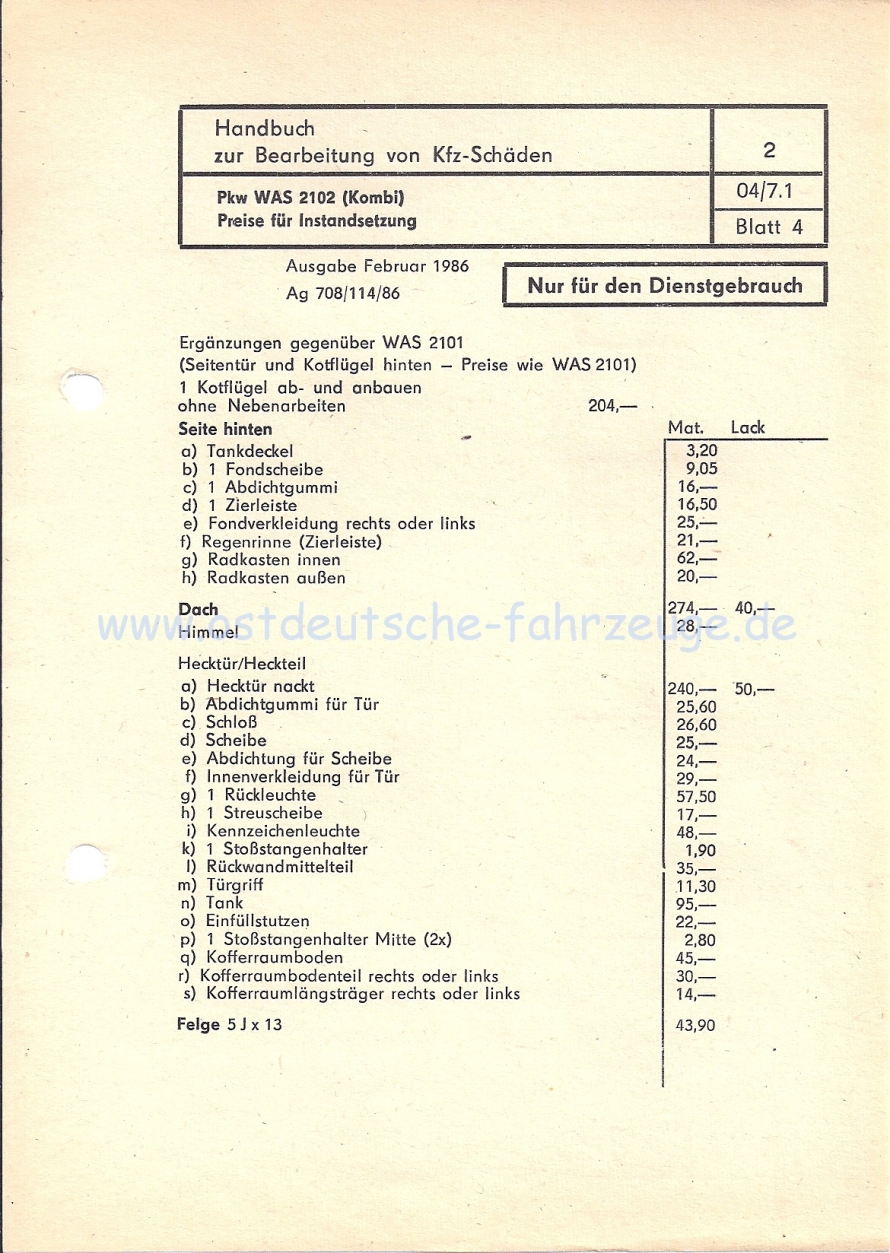 Handbuch
zur Bearbeitung von Kfz-Schäden
2
Pkw WAS 2102 (Kombi)
Preise für Instandsetzung
04/7.1
Blatt 4
Ausgabe Februar 1986
Ag 708/114/86
Nur für den Dienstgebrauch
Ergänzungen gegenüber WAS 2101
(Seitentür und Kotflügel hinten – Preise wie WAS 2101)
1 Kotflügel ab- und anbauen
ohne Nebenarbeiten 204,—
Seite hinten Mat. Lack
a) Tankdeckel 3,20
b) 1 Fondscheibe 9,05
c) 1 Abdichtgummi 16,—
d) 1 Zierleiste 16,50
e) Fondverkleidung rechts oder links 25,—
f) Regenrinne (Zierleiste) 21,—
g) Radkasten innen 62,—
h) Radkasten außen 20,—
Dach 274,— 40,—
www.ostdeutsche-fahrzeuge.de
Himmel 28,—
Hecktür/Heckteil
a) Hecktür nackt 240,— 50,—
b) Abdichtgummi für Tür 25,60
c) Schloß 26,60
d) Scheibe 25,—
e) Abdichtung für Scheibe 24,—
f) Innenverkleidung für Tür 29,—
g) 1 Rückleuchte 57,50
h) 1 Streuscheibe 17,—
i) Kennzeichenleuchte 48,—
k) 1 Stoßstangenhalter 1,90
l) Rückwandmittelteil 35,—
m) Türgriff 11,30
n) Tank 95,—
o) Einfüllstutzen 22,—
p) 1 Stoßstangenhalter Mitte (2x) 2,80
q) Kofferraumboden 45,—
r) Kofferraumbodenteil rechts oder links 30,—
s) Kofferraumlängsträger rechts oder links 14,—
Felge 5 J x 13 43,90